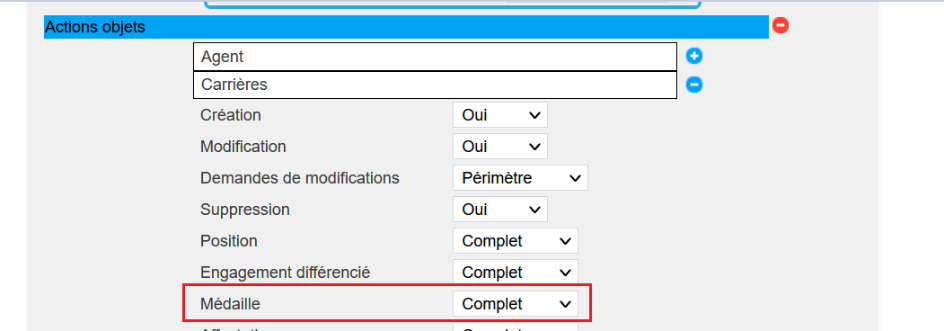 Actions objets
Agent
Carrières
Création Oui
Modification Oui
Demandes de modifications Périmètre
Suppression Oui
Position Complet
Engagement différencié Complet
Médaille Complet